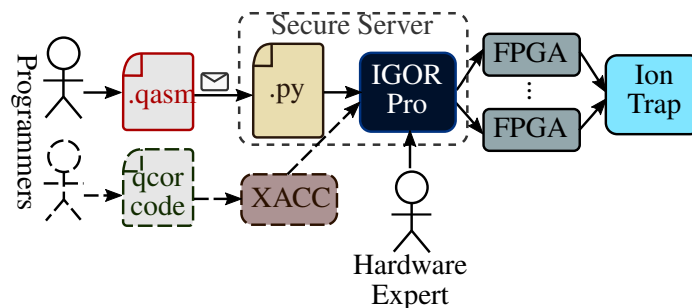 Secure Server
Programmers
.qasm
.py
IGOR
Pro
FPGA
...
FPGA
Ion
Trap
qcor
code
XACC
Hardware
Expert